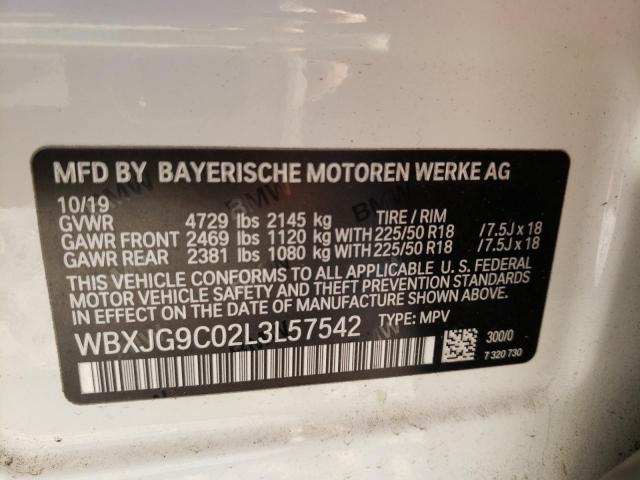 MFD BY BAYERISCHE MOTOREN WERKE AG
10/19
GVWR 4729 lbs 2145 kg TIRE / RIM
GAWR FRONT 2469 lbs 1120 kg WITH 225/50 R18 /7.5J x 18
GAWR REAR 2381 lbs 1080 kg WITH 225/50 R18 /7.5J x 18
THIS VEHICLE CONFORMS TO ALL APPLICABLE U. S. FEDERAL
MOTOR VEHICLE SAFETY AND THEFT PREVENTION STANDARDS
IN EFFECT ON THE DATE OF MANUFACTURE SHOWN ABOVE.
WBXJG9C02L3L57542 TYPE: MPV
300/0
7 320 730
BMW BMW BMW